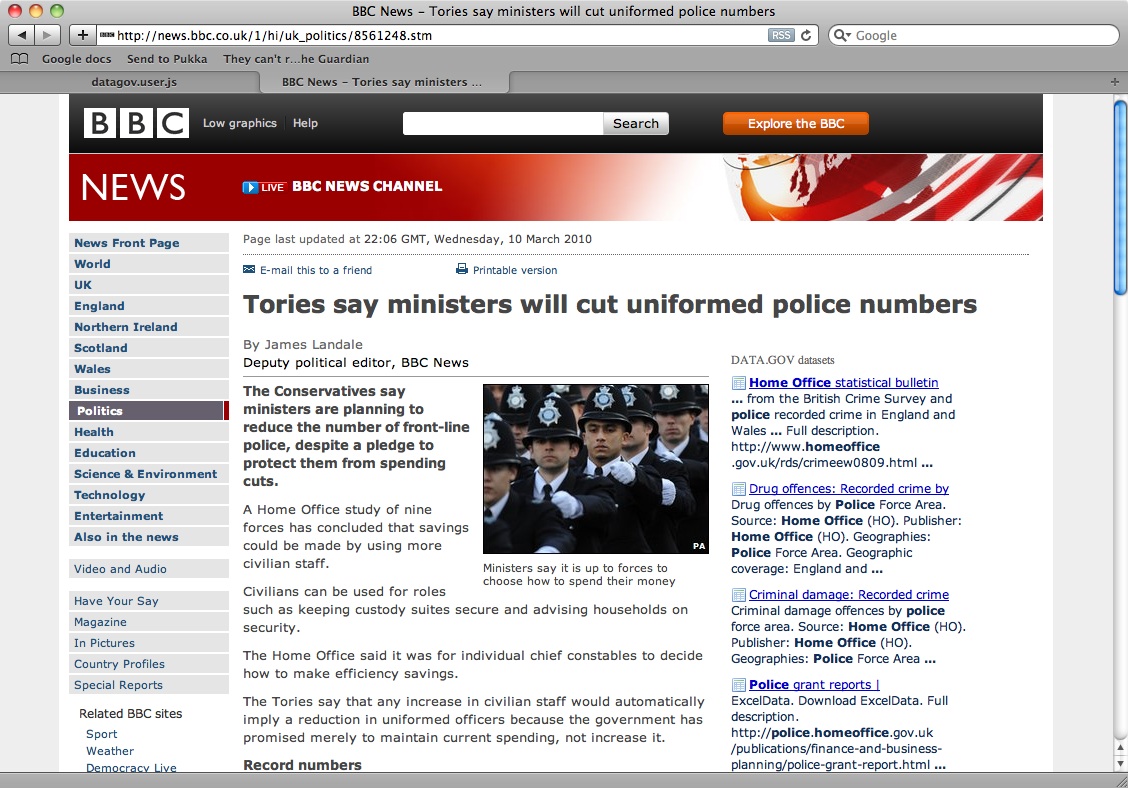 BBC News – Tories say ministers will cut uniformed police numbers
http://news.bbc.co.uk/1/hi/uk_politics/8561248.stm
RSS
Google
Google docs Send to Pukka They can't r...he Guardian
datagov.user.js
BBC News – Tories say ministers ...
BBC
Low graphics
Help
Search
Explore the BBC
NEWS
LIVE BBC NEWS CHANNEL
News Front Page
World
UK
England
Northern Ireland
Scotland
Wales
Business
Politics
Health
Education
Science & Environment
Technology
Entertainment
Also in the news
Video and Audio
Have Your Say
Magazine
In Pictures
Country Profiles
Special Reports
Related BBC sites
Sport
Weather
Democracy Live
Page last updated at 22:06 GMT, Wednesday, 10 March 2010
E-mail this to a friend
Printable version
Tories say ministers will cut uniformed police numbers
By James Landale
Deputy political editor, BBC News
The Conservatives say
ministers are planning to
reduce the number of front-line
police, despite a pledge to
protect them from spending
cuts.
A Home Office study of nine
forces has concluded that savings
could be made by using more
civilian staff.
PA
Ministers say it is up to forces to
choose how to spend their money
Civilians can be used for roles
such as keeping custody suites secure and advising households on
security.
The Home Office said it was for individual chief constables to decide
how to make efficiency savings.
The Tories say that any increase in civilian staff would automatically
imply a reduction in uniformed officers because the government has
promised merely to maintain current spending, not increase it.
Record numbers
DATA.GOV datasets
Home Office statistical bulletin
... from the British Crime Survey and
police recorded crime in England and
Wales ... Full description.
http://www.homeoffice
.gov.uk/rds/crimeew0809.html ...
Drug offences: Recorded crime by
Drug offences by Police Force Area.
Source: Home Office (HO). Publisher:
Home Office (HO). Geographies:
Police Force Area. Geographic
coverage: England and ...
Criminal damage: Recorded crime
Criminal damage offences by police
force area. Source: Home Office (HO).
Publisher: Home Office (HO).
Geographies: Police Force Area ...
Police grant reports |
ExcelData. Download ExcelData. Full
description.
http://police.homeoffice.gov.uk
/publications/finance-and-business-
planning/police-grant-report.html ...